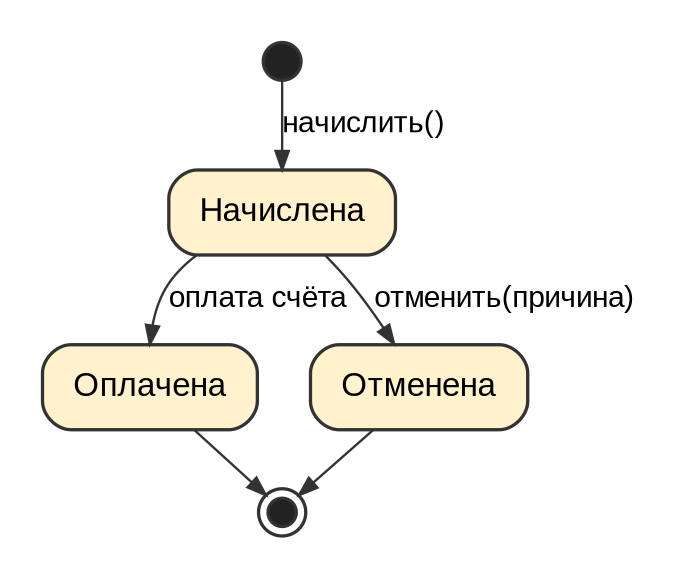 начислить()
Начислена
оплата счёта
отменить(причина)
Оплачена
Отменена